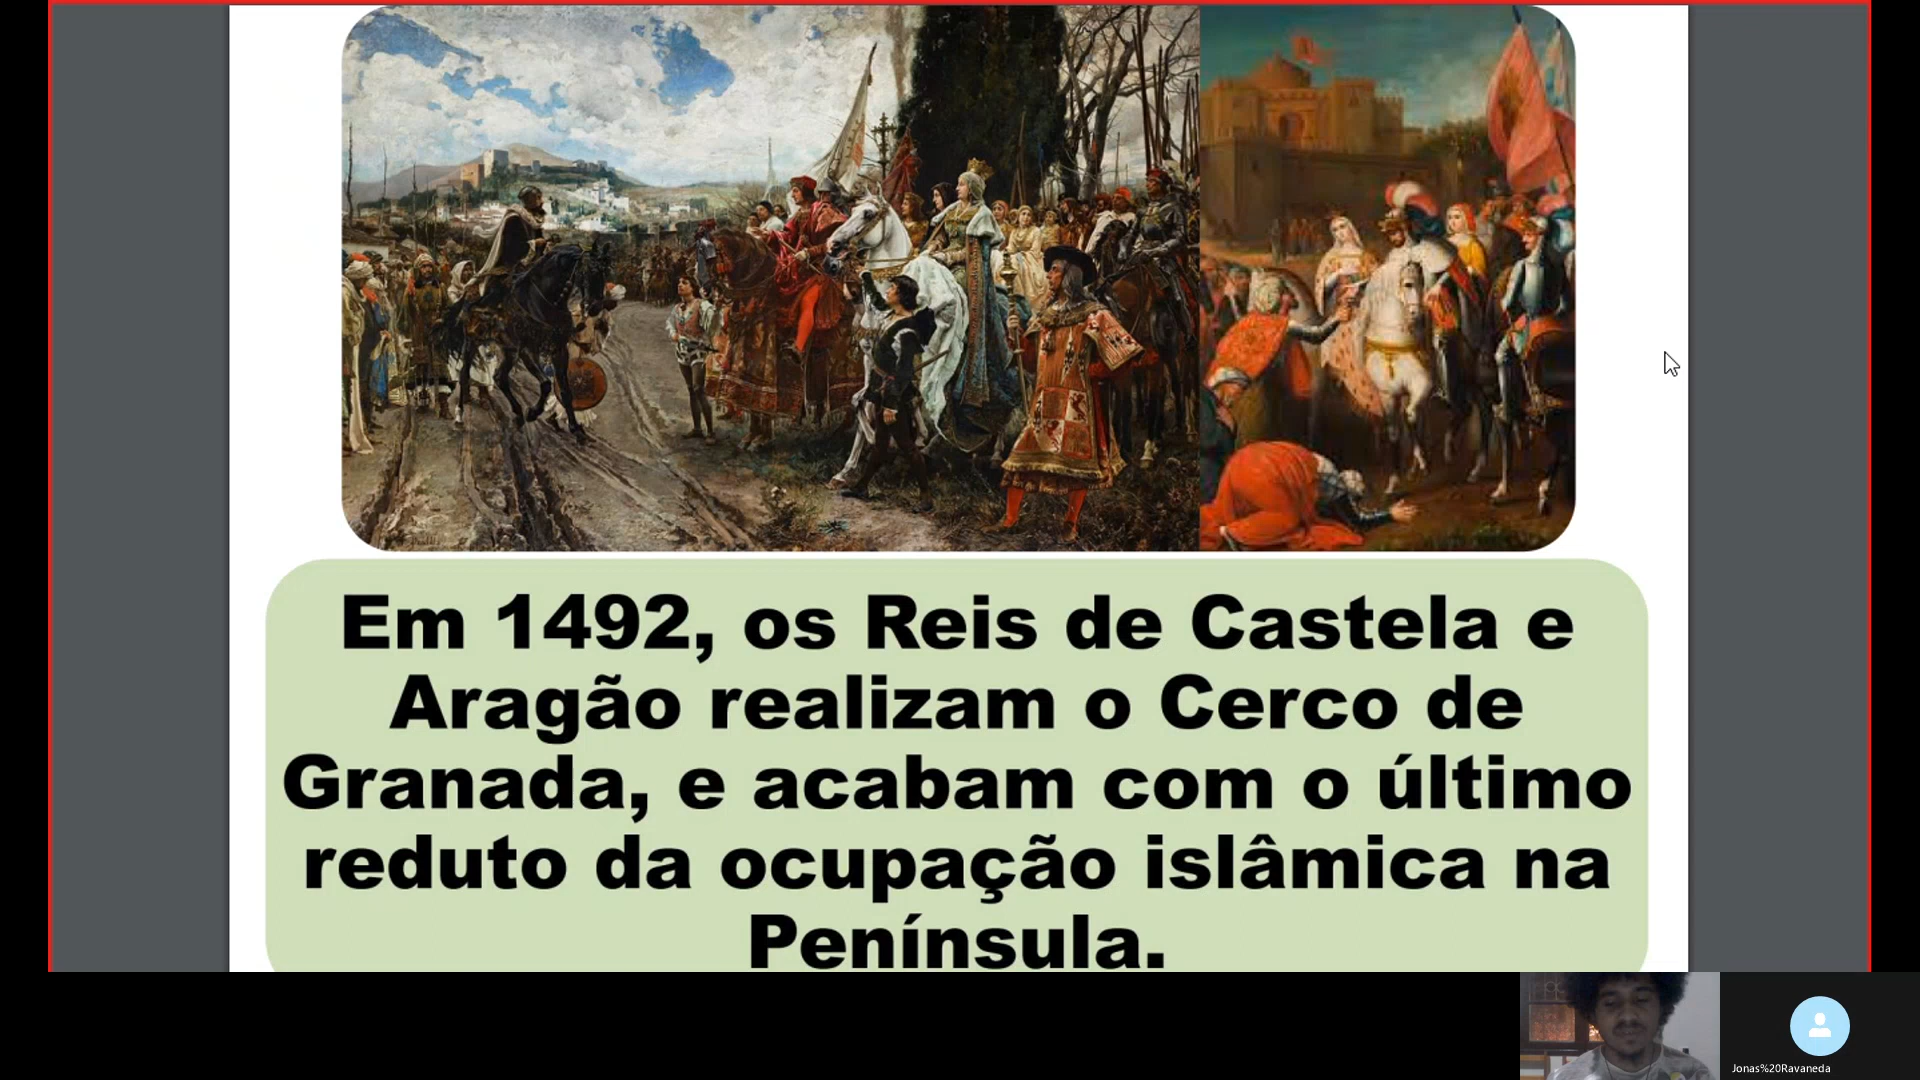 Em 1492, os Reis de Castela e
Aragão realizam o Cerco de
Granada, e acabam com o último
reduto da ocupação islâmica na
Península.
Jonas%20Ravaneda